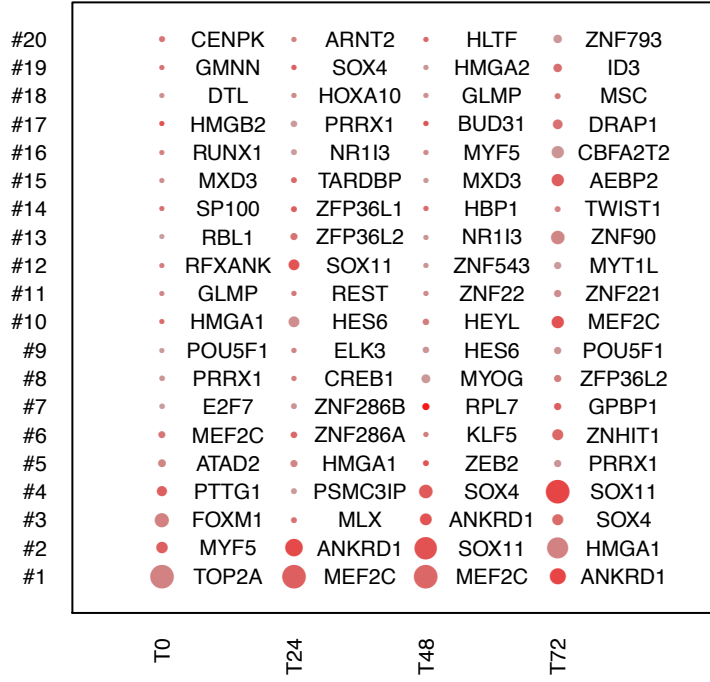 #20 CENPK ARNT2 HLTF ZNF793
#19 GMNN SOX4 HMGA2 ID3
#18 DTL HOXA10 GLMP MSC
#17 HMGB2 PRRX1 BUD31 DRAP1
#16 RUNX1 NR1I3 MYF5 CBFA2T2
#15 MXD3 TARDBP MXD3 AEBP2
#14 SP100 ZFP36L1 HBP1 TWIST1
#13 RBL1 ZFP36L2 NR1I3 ZNF90
#12 RFXANK SOX11 ZNF543 MYT1L
#11 GLMP REST ZNF22 ZNF221
#10 HMGA1 HES6 HEYL MEF2C
#9 POU5F1 ELK3 HES6 POU5F1
#8 PRRX1 CREB1 MYOG ZFP36L2
#7 E2F7 ZNF286B RPL7 GPBP1
#6 MEF2C ZNF286A KLF5 ZNHIT1
#5 ATAD2 HMGA1 ZEB2 PRRX1
#4 PTTG1 PSMC3IP SOX4 SOX11
#3 FOXM1 MLX ANKRD1 SOX4
#2 MYF5 ANKRD1 SOX11 HMGA1
#1 TOP2A MEF2C MEF2C ANKRD1
T0 T24 T48 T72